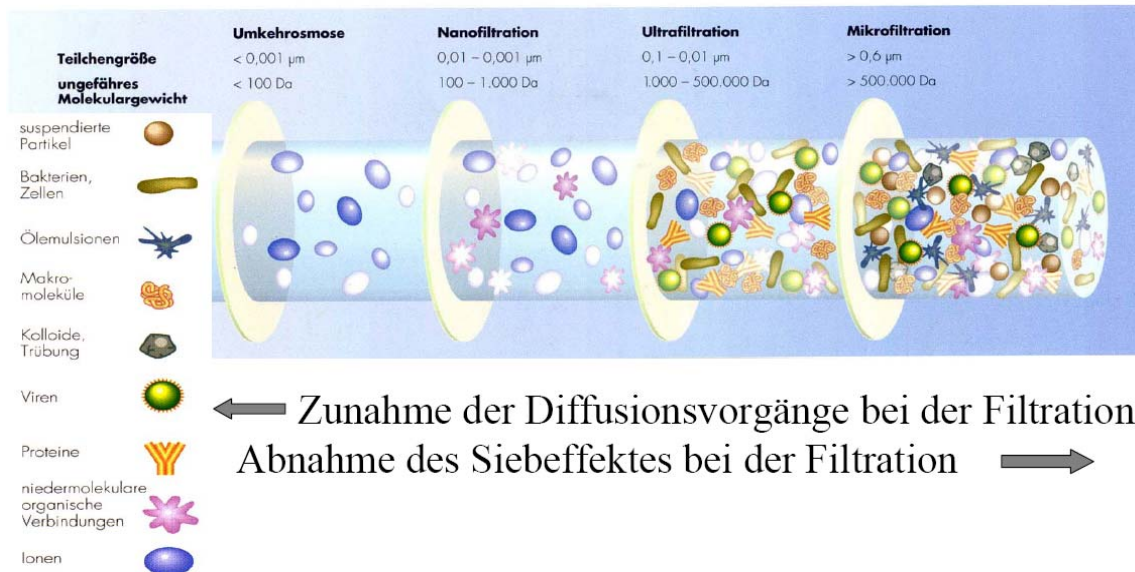 Umkehrosmose Nanofiltration Ultrafiltration Mikrofiltration
Teilchengröße < 0,001 µm 0,01 – 0,001 µm 0,1 – 0,01 µm > 0,6 µm
ungefähres
Molekulargewicht < 100 Da 100 – 1.000 Da 1.000 – 500.000 Da > 500.000 Da
suspendierte
Partikel
Bakterien,
Zellen
Ölemulsionen
Makro-
moleküle
Kolloide,
Trübung
Viren
Proteine
niedermolekulare
organische
Verbindungen
Ionen
Zunahme der Diffusionsvorgänge bei der Filtration
Abnahme des Siebeffektes bei der Filtration